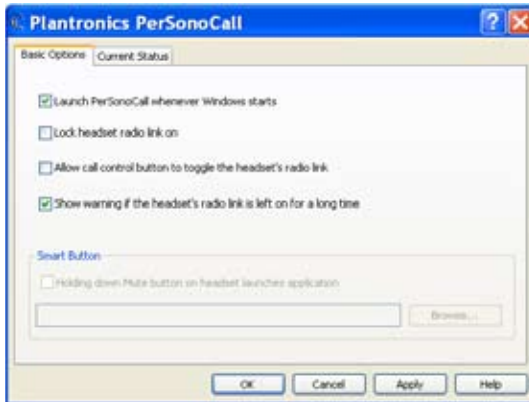 Plantronics PerSonoCall
Basic Options
Current Status
Launch PerSonoCall whenever Windows starts
Lock headset radio link on
Allow call control button to toggle the headset's radio link
Show warning if the headset's radio link is left on for a long time
Smart Button
Holding down Mute button on headset launches application
Browse...
OK
Cancel
Apply
Help